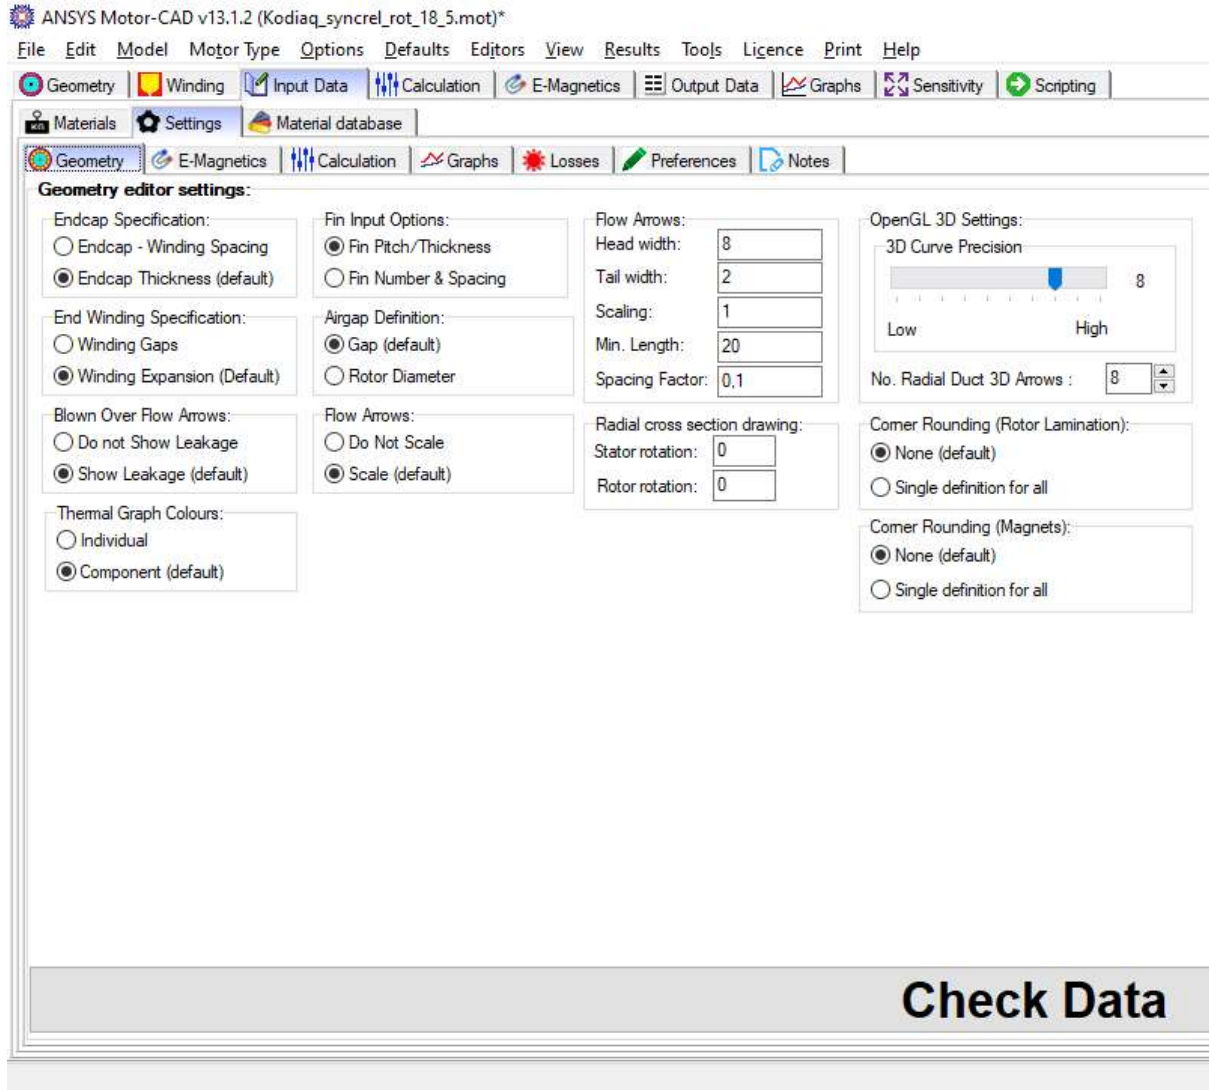 ANSYS Motor-CAD v13.1.2 (Kodiaq_syncrel_rot_18_5.mot)*
File Edit Model Motor Type Options Defaults Editors View Results Tools Licence Print Help
Geometry Winding Input Data Calculation E-Magnetics Output Data Graphs Sensitivity Scripting
Materials Settings Material database
Geometry E-Magnetics Calculation Graphs Losses Preferences Notes
Geometry editor settings:
Endcap Specification:
Endcap - Winding Spacing
Endcap Thickness (default)
End Winding Specification:
Winding Gaps
Winding Expansion (Default)
Blown Over Flow Arrows:
Do not Show Leakage
Show Leakage (default)
Thermal Graph Colours:
Individual
Component (default)
Fin Input Options:
Fin Pitch/Thickness
Fin Number & Spacing
Airgap Definition:
Gap (default)
Rotor Diameter
Flow Arrows:
Do Not Scale
Scale (default)
Flow Arrows:
Head width: 8
Tail width: 2
Scaling: 1
Min. Length: 20
Spacing Factor: 0,1
Radial cross section drawing:
Stator rotation: 0
Rotor rotation: 0
OpenGL 3D Settings:
3D Curve Precision
8
Low High
No. Radial Duct 3D Arrows : 8
Corner Rounding (Rotor Lamination):
None (default)
Single definition for all
Corner Rounding (Magnets):
None (default)
Single definition for all
Check Data